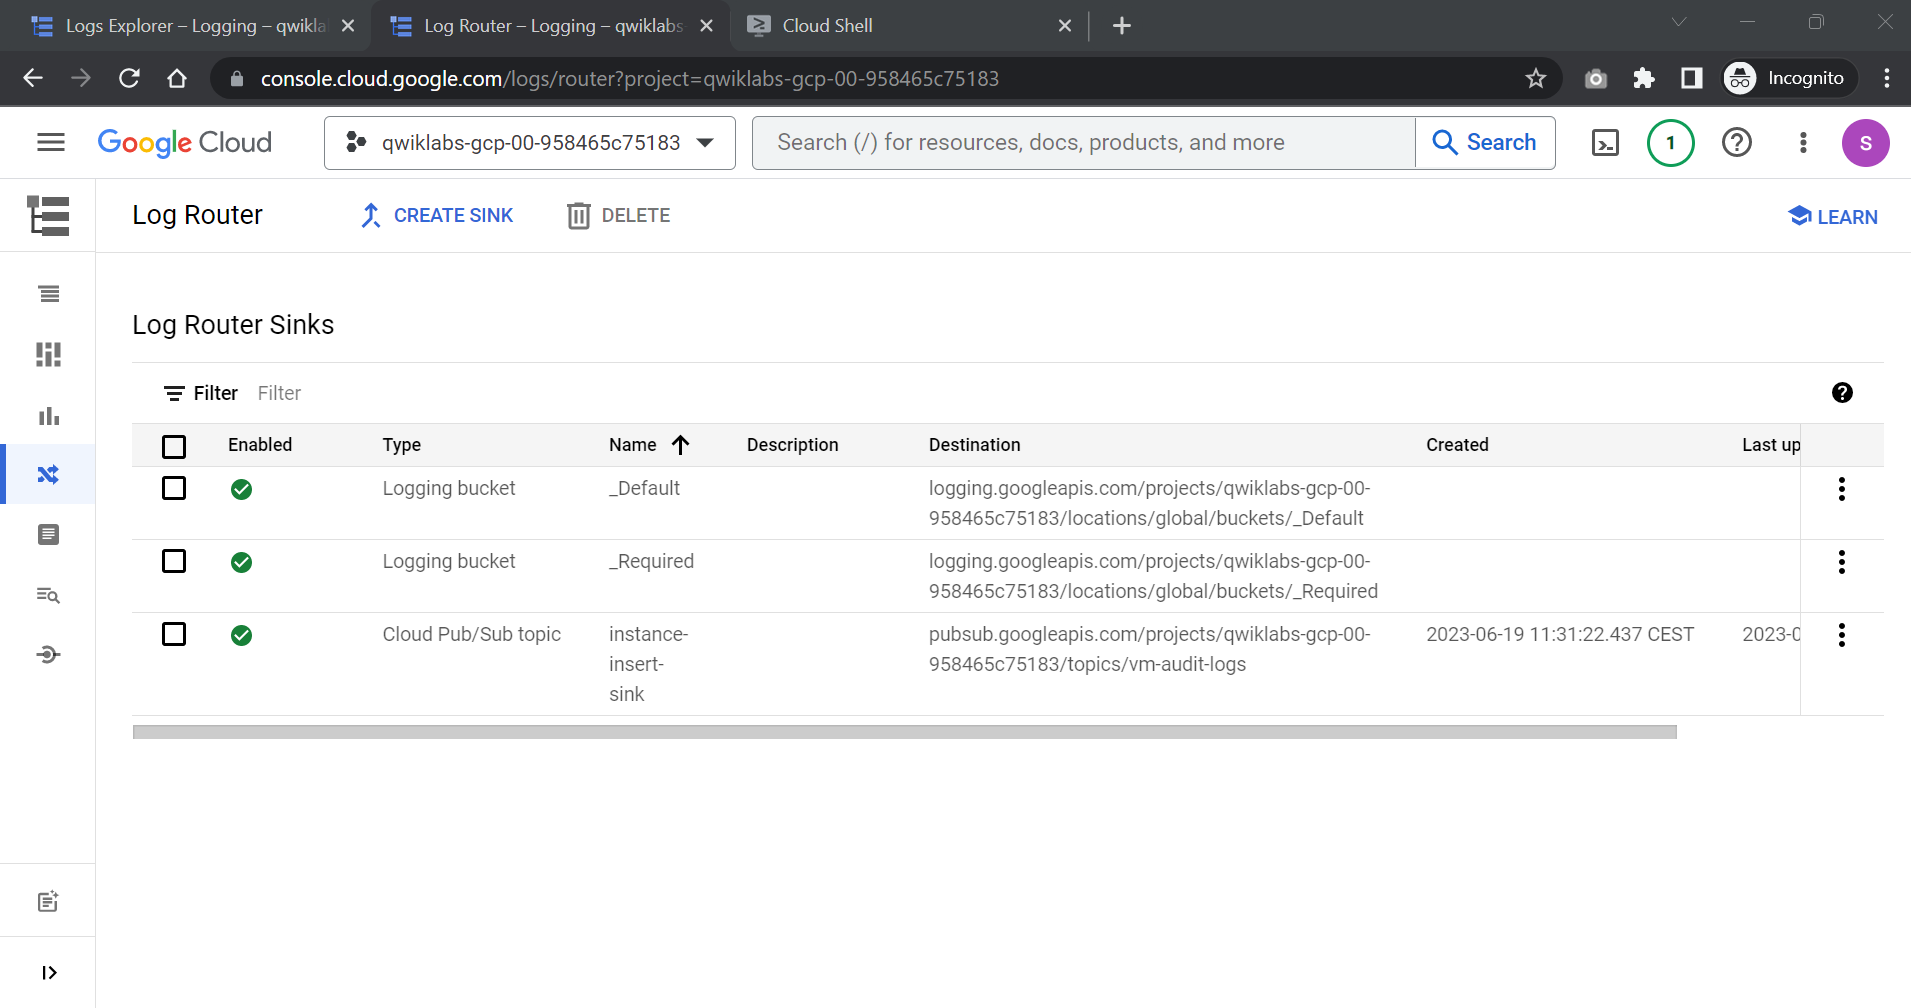 Logs Explorer – Logging – qwikla
Log Router – Logging – qwiklabs
Cloud Shell
console.cloud.google.com/logs/router?project=qwiklabs-gcp-00-958465c75183
Incognito
Google Cloud
qwiklabs-gcp-00-958465c75183
Search (/) for resources, docs, products, and more
Search
1
S
Log Router
CREATE SINK
DELETE
LEARN
Log Router Sinks
Filter Filter
Enabled Type Name Description Destination Created Last up
Logging bucket _Default logging.googleapis.com/projects/qwiklabs-gcp-00-
958465c75183/locations/global/buckets/_Default
Logging bucket _Required logging.googleapis.com/projects/qwiklabs-gcp-00-
958465c75183/locations/global/buckets/_Required
Cloud Pub/Sub topic instance- pubsub.googleapis.com/projects/qwiklabs-gcp-00- 2023-06-19 11:31:22.437 CEST 2023-0
insert- 958465c75183/topics/vm-audit-logs
sink